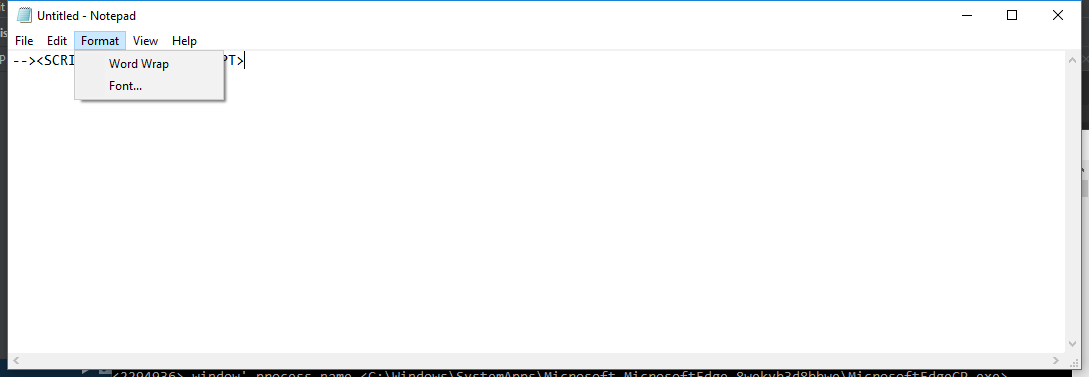 Untitled - Notepad
File Edit Format View Help
--><SCRI PT>
Word Wrap
Font...
<2294936> window' process name <C:\Windows\SystemApps\Microsoft.MicrosoftEdge_8wekyb3d8bbwe\MicrosoftEdgeCP.exe>